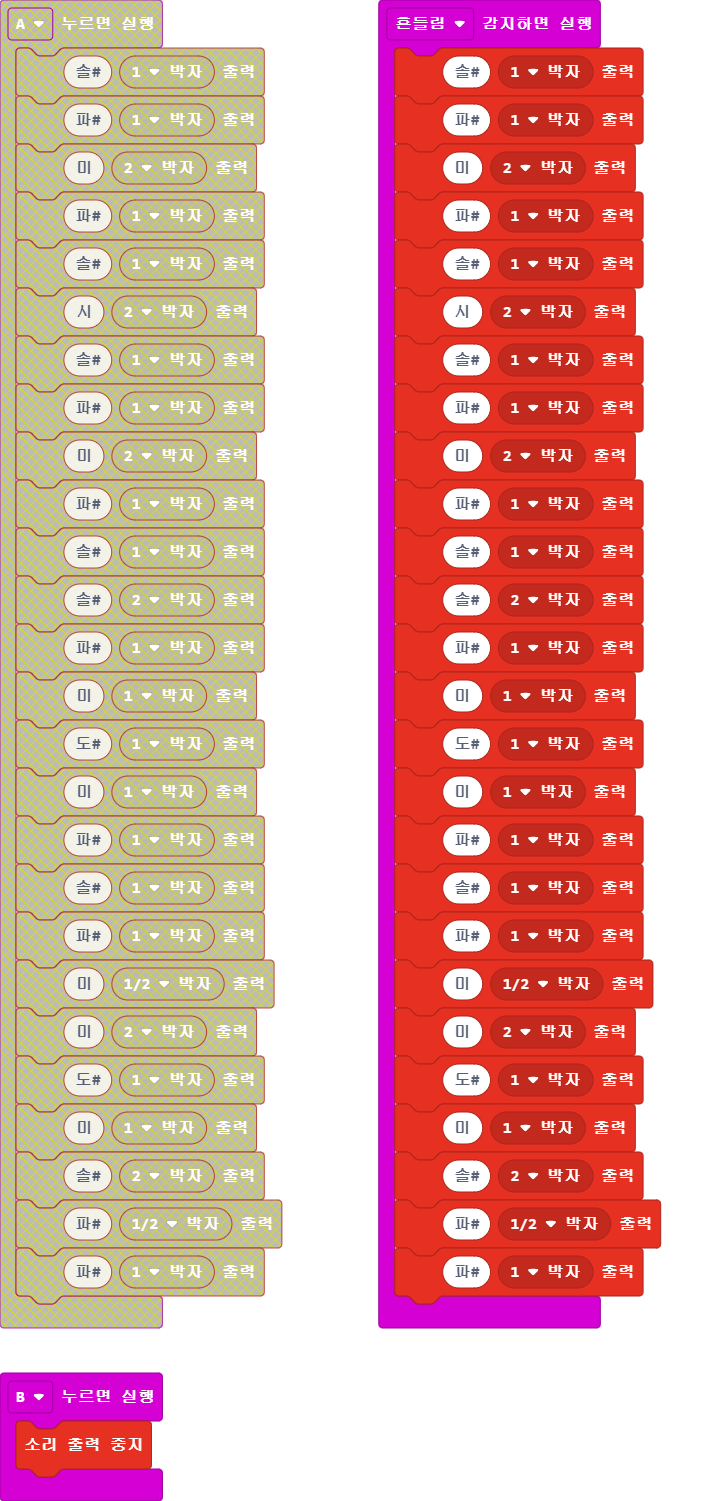 A 누르면 실행
솔# 1 박자 출력
파# 1 박자 출력
미 2 박자 출력
파# 1 박자 출력
솔# 1 박자 출력
시 2 박자 출력
솔# 1 박자 출력
파# 1 박자 출력
미 2 박자 출력
파# 1 박자 출력
솔# 1 박자 출력
솔# 2 박자 출력
파# 1 박자 출력
미 1 박자 출력
도# 1 박자 출력
미 1 박자 출력
파# 1 박자 출력
솔# 1 박자 출력
파# 1 박자 출력
미 1/2 박자 출력
미 2 박자 출력
도# 1 박자 출력
미 1 박자 출력
솔# 2 박자 출력
파# 1/2 박자 출력
파# 1 박자 출력
흔들림 감지하면 실행
솔# 1 박자 출력
파# 1 박자 출력
미 2 박자 출력
파# 1 박자 출력
솔# 1 박자 출력
시 2 박자 출력
솔# 1 박자 출력
파# 1 박자 출력
미 2 박자 출력
파# 1 박자 출력
솔# 1 박자 출력
솔# 2 박자 출력
파# 1 박자 출력
미 1 박자 출력
도# 1 박자 출력
미 1 박자 출력
파# 1 박자 출력
솔# 1 박자 출력
파# 1 박자 출력
미 1/2 박자 출력
미 2 박자 출력
도# 1 박자 출력
미 1 박자 출력
솔# 2 박자 출력
파# 1/2 박자 출력
파# 1 박자 출력
B 누르면 실행
소리 출력 중지